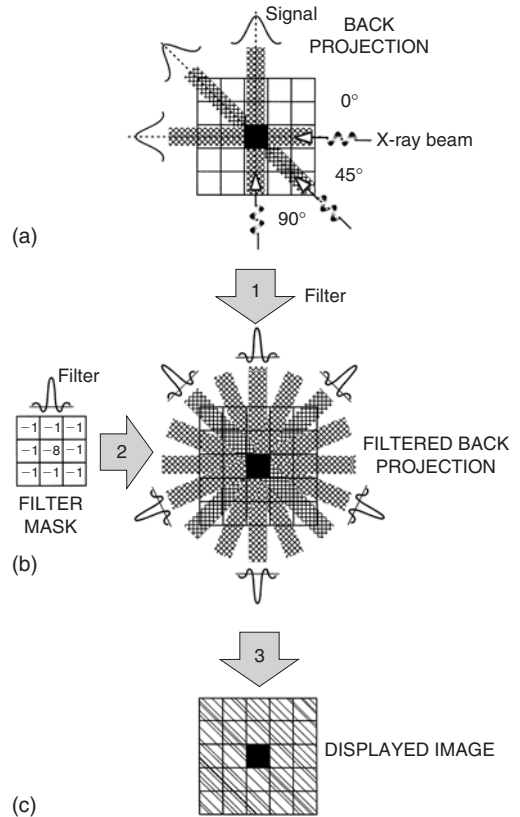 Signal
BACK
PROJECTION
0°
X-ray beam
45°
90°
(a)
1
Filter
Filter
−1 −1 −1
−1 −8 −1
−1 −1 −1
2
FILTER
MASK
FILTERED BACK
PROJECTION
(b)
3
DISPLAYED IMAGE
(c)